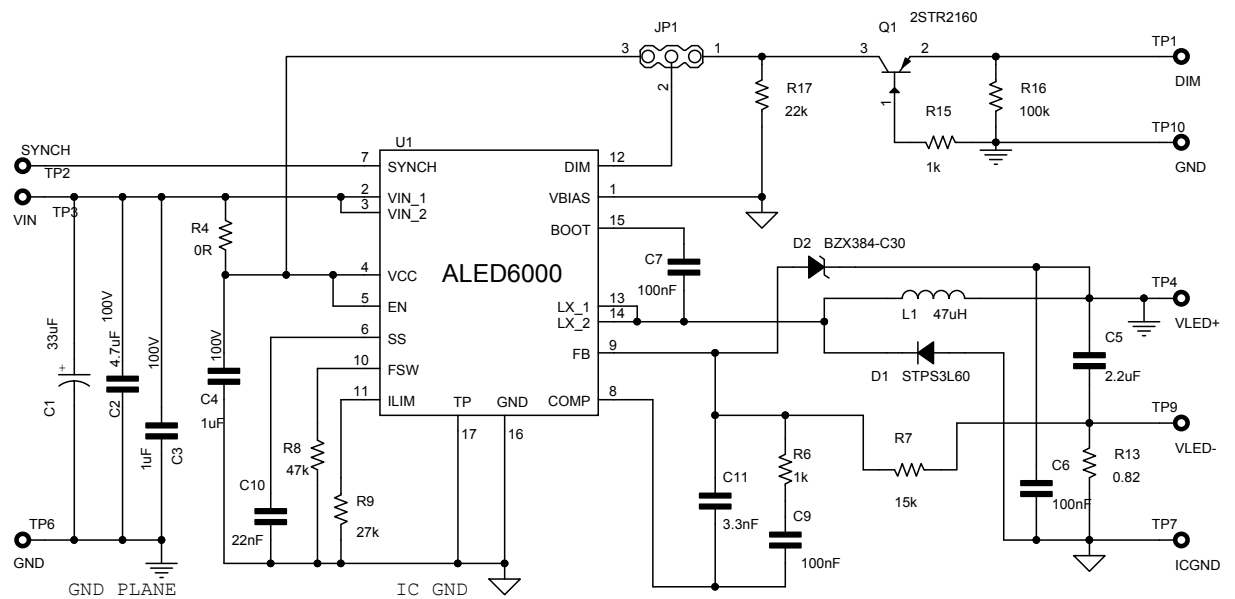 2STR2160
JP1
Q1
TP1
3
1
3
2
2
1
DIM
R17
22k
R16
100k
R15
1k
TP10
GND
SYNCH
TP2
U1
7
SYNCH
DIM
12
VIN
TP3
2
VIN_1
3
VIN_2
VBIAS
1
R4
0R
BOOT
15
D2
BZX384-C30
4
VCC
ALED6000
C7
100nF
TP4
VLED+
5
EN
LX_1
13
LX_2
14
L1
47uH
33uF
100V
4.7uF
100V
100V
6
SS
FB
9
D1
STPS3L60
C5
2.2uF
10
FSW
+
C1
C2
1uF
C3
C4
1uF
11
ILIM
TP
GND
COMP
8
17
16
TP9
VLED-
R8
47k
R7
15k
R6
1k
R13
0.82
C10
22nF
R9
27k
C11
3.3nF
C9
100nF
C6
100nF
TP6
GND
TP7
ICGND
GND PLANE
IC GND